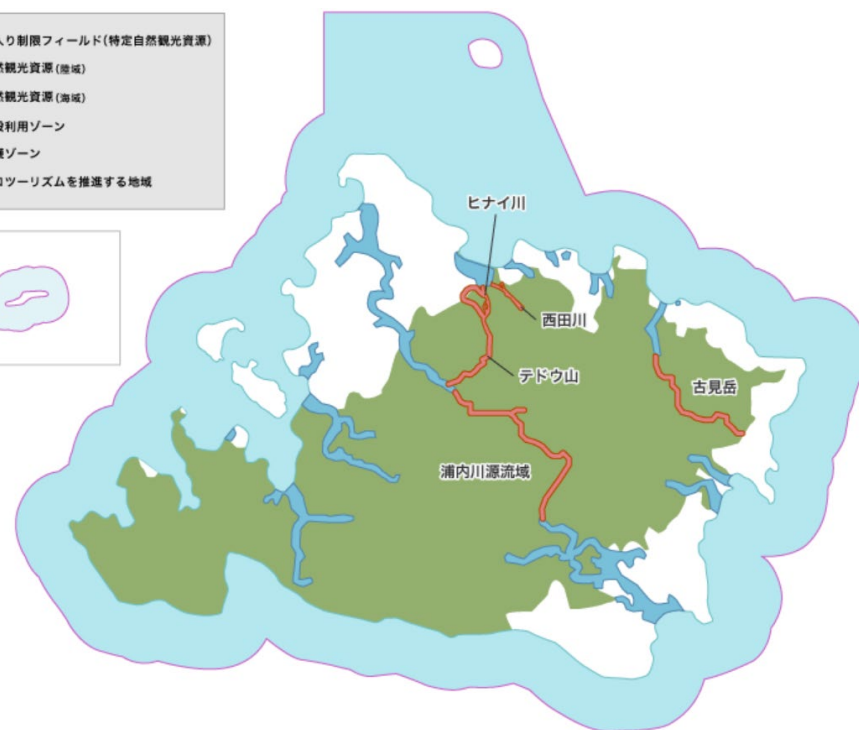 入り制限フィールド(特定自然観光資源)
然観光資源(陸域)
然観光資源(海域)
般利用ゾーン
ゾーン
コツーリズムを推進する地域
ヒナイ川
西田川
テドウ山
古見岳
浦内川源流域